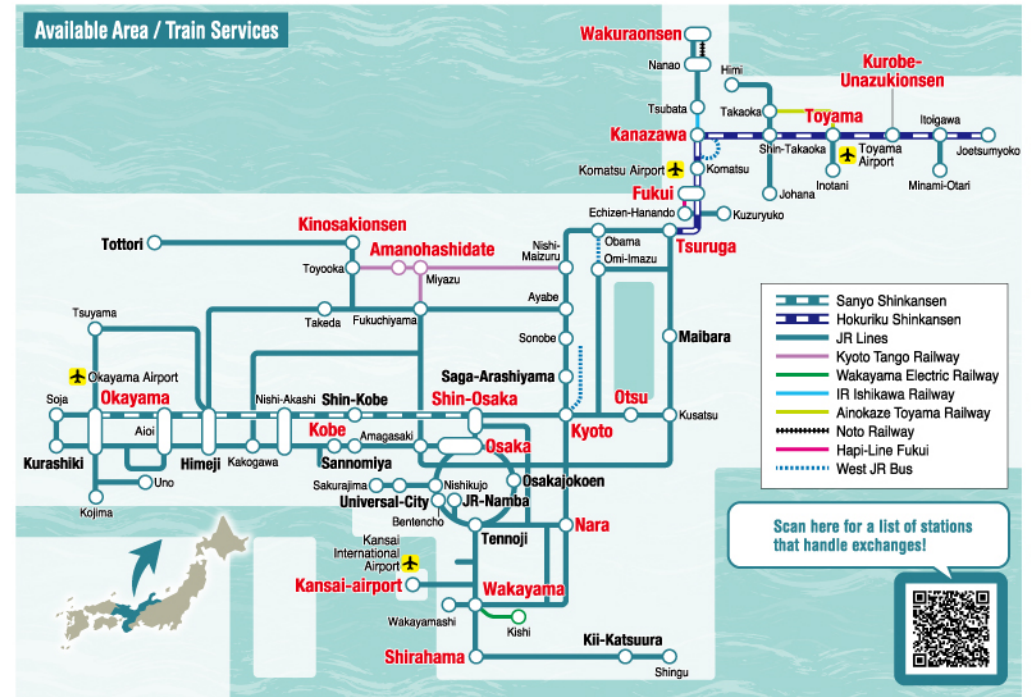 Available Area / Train Services
Wakuraonsen
Nanao
Himi
Kurobe-
Unazukionsen
Tsubata
Takaoka
Toyama
Itoigawa
Kanazawa
Shin-Takaoka
Toyama
Airport
Joetsumyoko
Komatsu Airport
Komatsu
Inotani
Minami-Otari
Fukui
Johana
Echizen-Hanando
Kuzuryuko
Kinosakionsen
Tottori
Amanohashidate
Nishi-
Maizuru
Obama
Tsuruga
Toyooka
Miyazu
Omi-Imazu
Tsuyama
Takeda
Fukuchiyama
Ayabe
Sonobe
Maibara
Okayama Airport
Saga-Arashiyama
Soja
Okayama
Nishi-Akashi
Shin-Kobe
Shin-Osaka
Otsu
Aioi
Kobe
Amagasaki
Kyoto
Kusatsu
Kurashiki
Himeji
Kakogawa
Sannomiya
Osaka
Uno
Sakurajima
Nishikujo
Osakajokoen
Kojima
Universal-City
JR-Namba
Bentencho
Tennoji
Nara
Kansai
International
Airport
Kansai-airport
Wakayama
Wakayamashi
Kishi
Shirahama
Kii-Katsuura
Shingu
Sanyo Shinkansen
Hokuriku Shinkansen
JR Lines
Kyoto Tango Railway
Wakayama Electric Railway
IR Ishikawa Railway
Ainokaze Toyama Railway
Noto Railway
Hapi-Line Fukui
West JR Bus
Scan here for a list of stations
that handle exchanges!